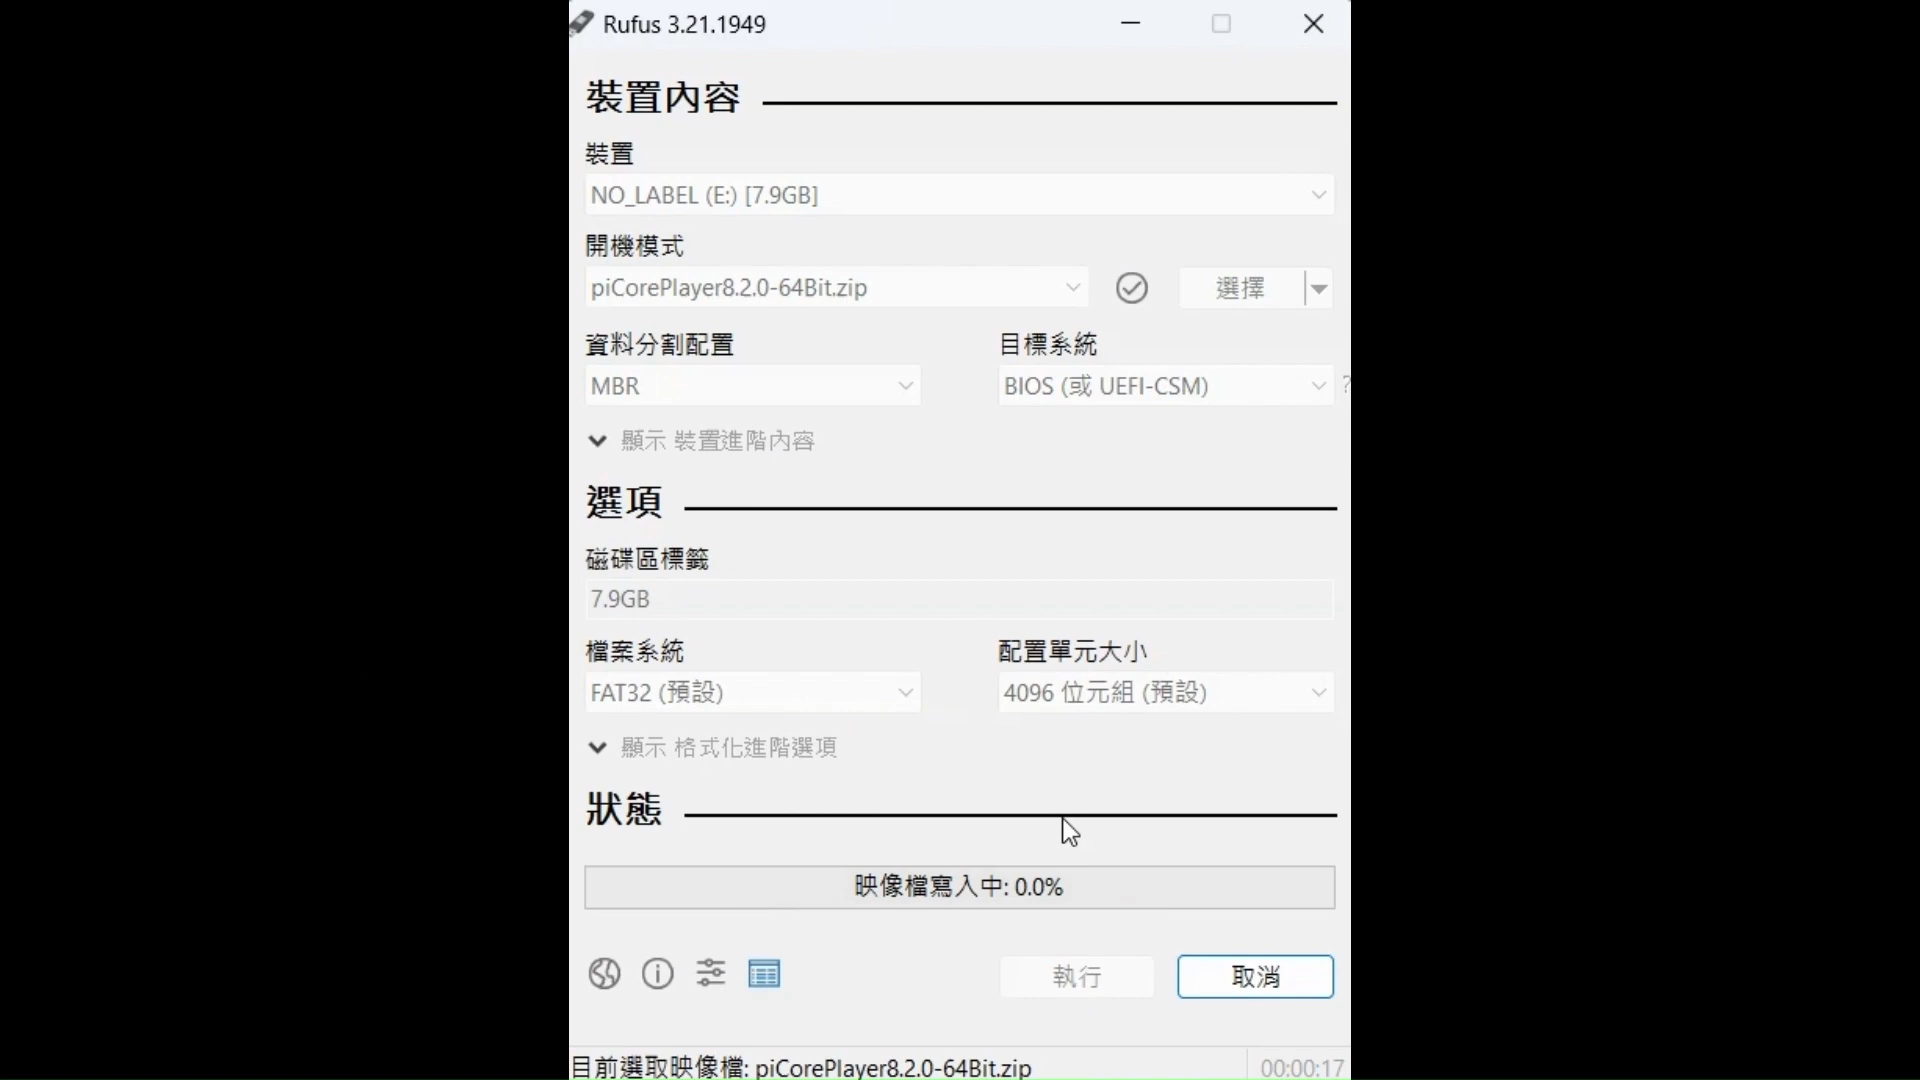 Rufus 3.21.1949
裝置內容
裝置
NO_LABEL (E:) [7.9GB]
開機模式
piCorePlayer8.2.0-64Bit.zip
選擇
資料分割配置 目標系統
MBR BIOS (或 UEFI-CSM) ?
顯示 裝置進階內容
選項
磁碟區標籤
7.9GB
檔案系統 配置單元大小
FAT32 (預設) 4096 位元組 (預設)
顯示 格式化進階選項
狀態
映像檔寫入中: 0.0%
執行 取消
目前選取映像檔: piCorePlayer8.2.0-64Bit.zip 00:00:17